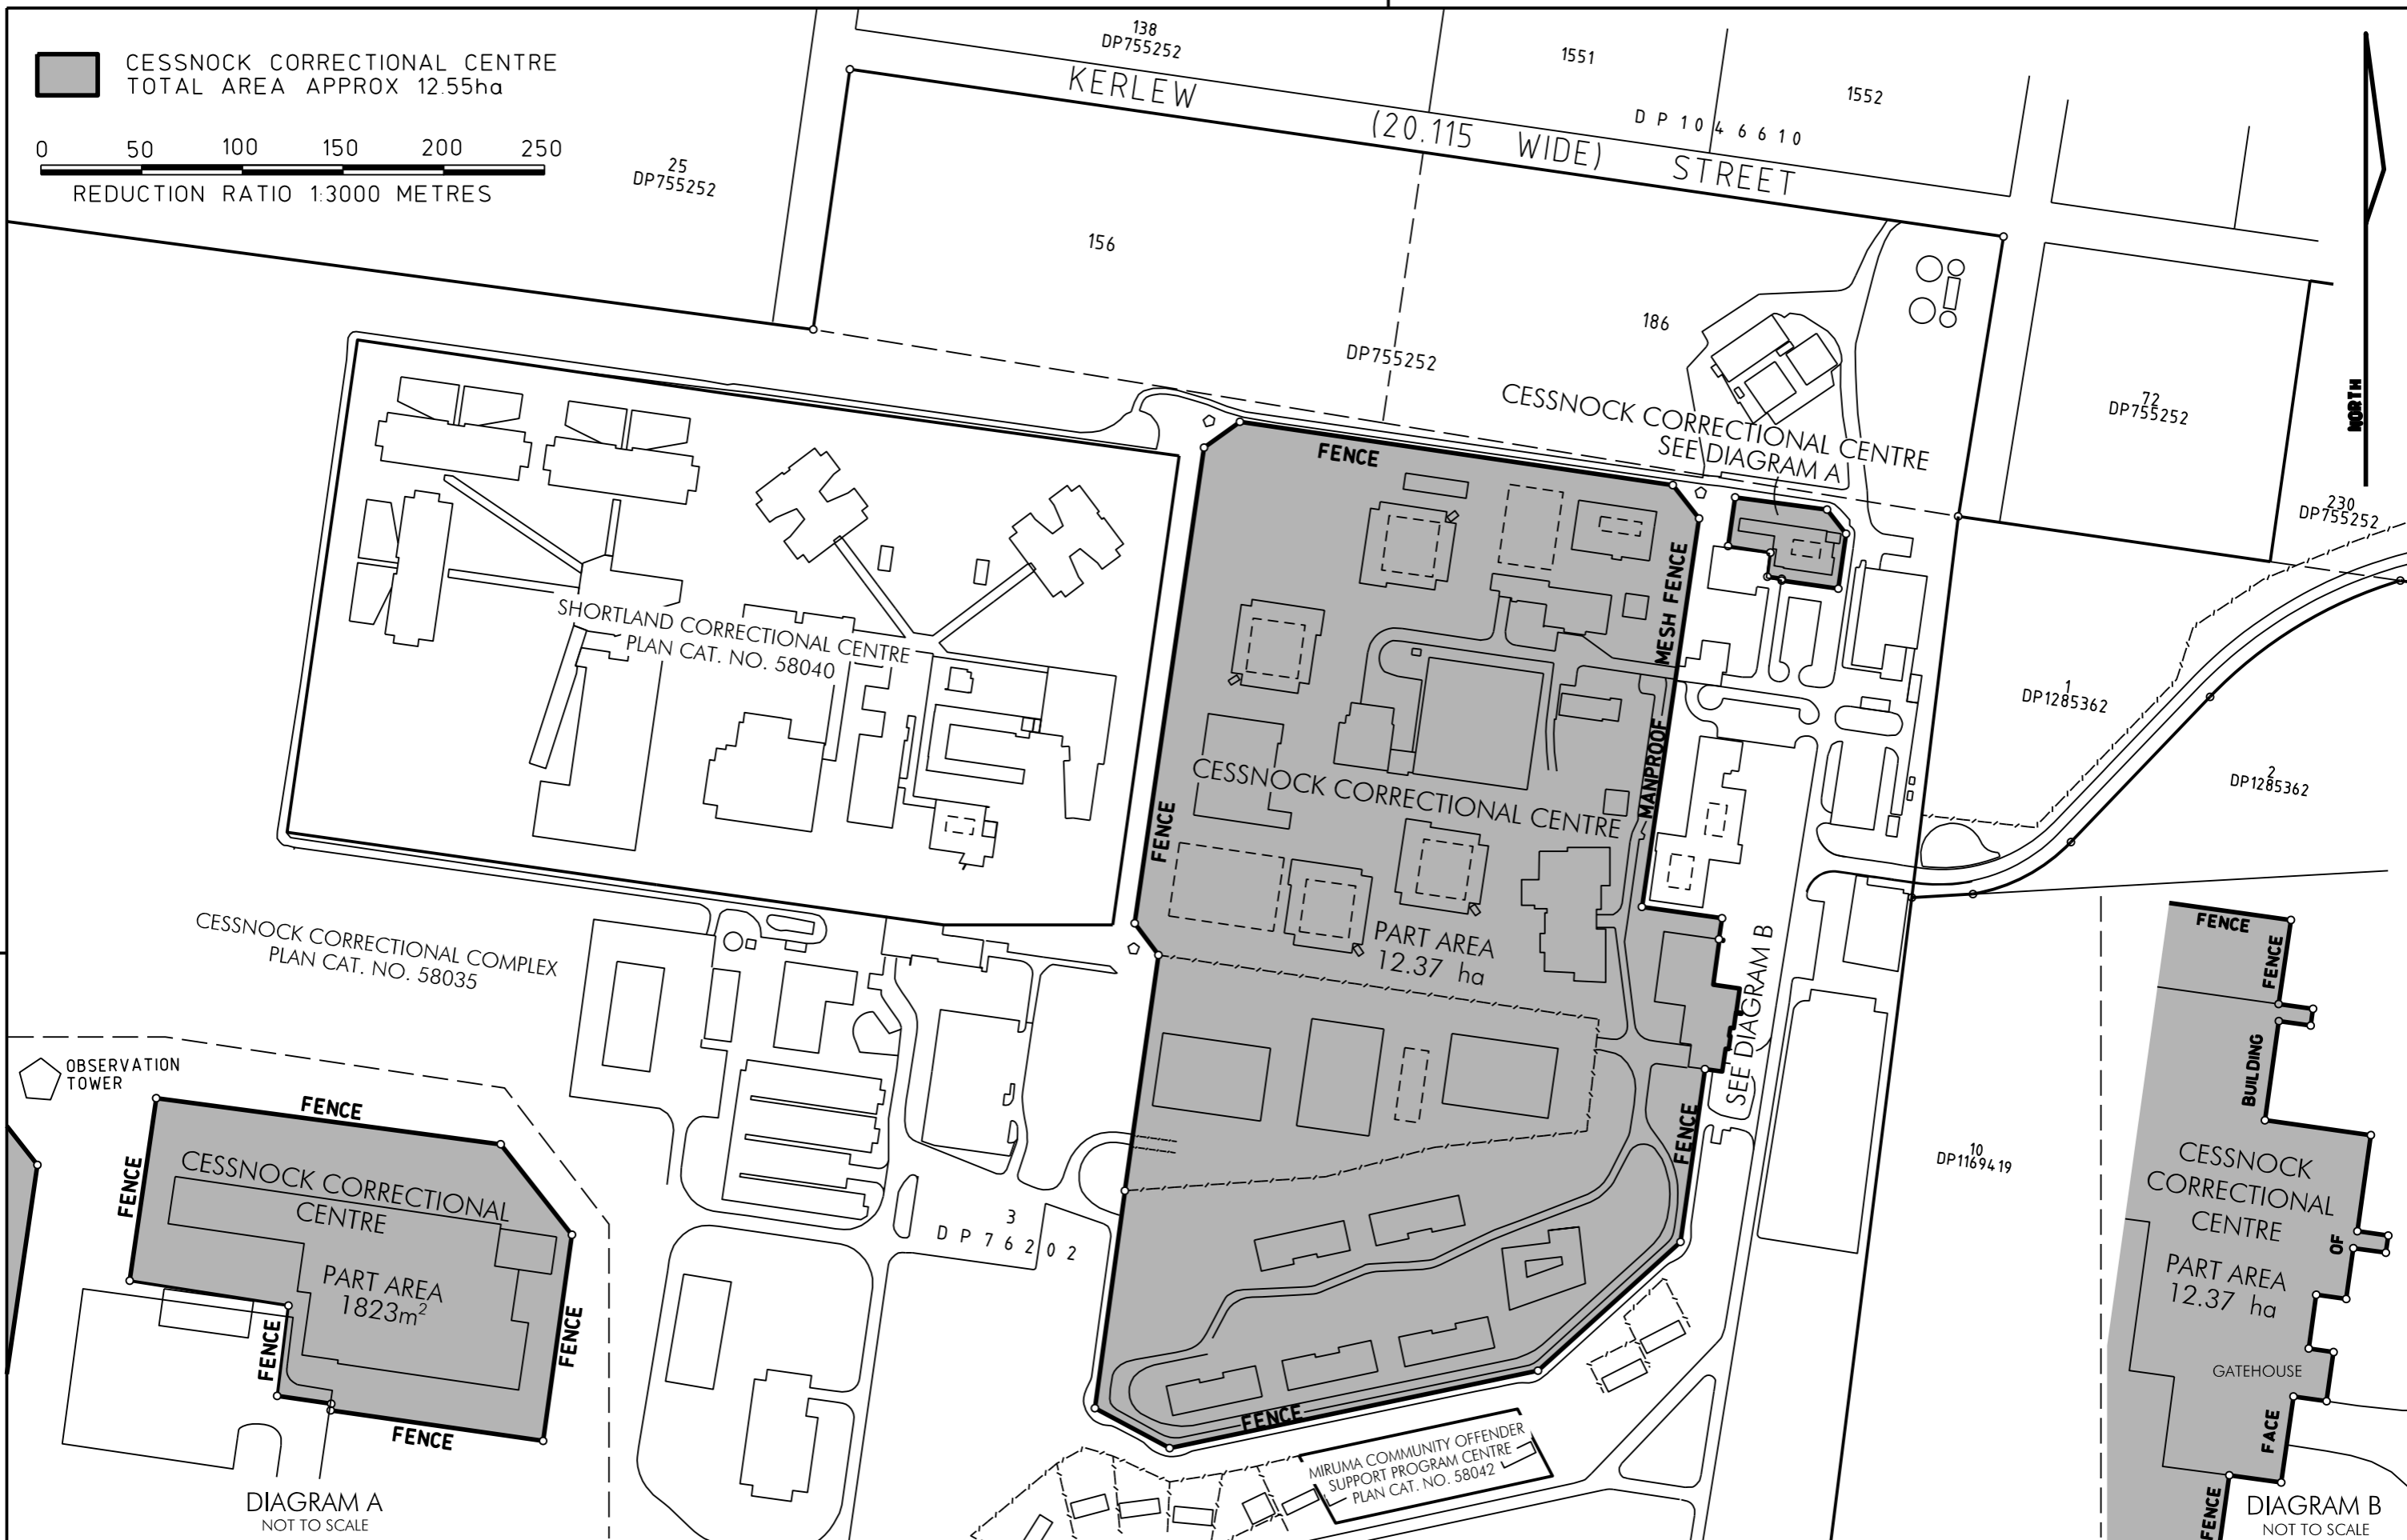 CESSNOCK CORRECTIONAL CENTRE
TOTAL AREA APPROX 12.55ha
0 50 100 150 200 250
REDUCTION RATIO 1:3000 METRES
138
DP755252
1551
1552
DP1046610
KERLEW (20.115 WIDE) STREET
25
DP755252
156
186
DP755252
72
DP755252
230
DP755252
NORTH
CESSNOCK CORRECTIONAL CENTRE
SEE DIAGRAM A
FENCE
MESH FENCE
MANPROOF
FENCE
SHORTLAND CORRECTIONAL CENTRE
PLAN CAT. NO. 58040
CESSNOCK CORRECTIONAL CENTRE
PART AREA
12.37 ha
1
DP1285362
2
DP1285362
SEE DIAGRAM B
FENCE
FENCE
CESSNOCK CORRECTIONAL COMPLEX
PLAN CAT. NO. 58035
3
DP76202
10
DP1169419
MIRUMA COMMUNITY OFFENDER
SUPPORT PROGRAM CENTRE
PLAN CAT. NO. 58042
OBSERVATION
TOWER
FENCE
FENCE
CESSNOCK CORRECTIONAL
CENTRE
PART AREA
1823m²
FENCE
FENCE
FENCE
DIAGRAM A
NOT TO SCALE
FENCE
FENCE
BUILDING
CESSNOCK
CORRECTIONAL
CENTRE
OF
PART AREA
12.37 ha
GATEHOUSE
FACE
FENCE
DIAGRAM B
NOT TO SCALE